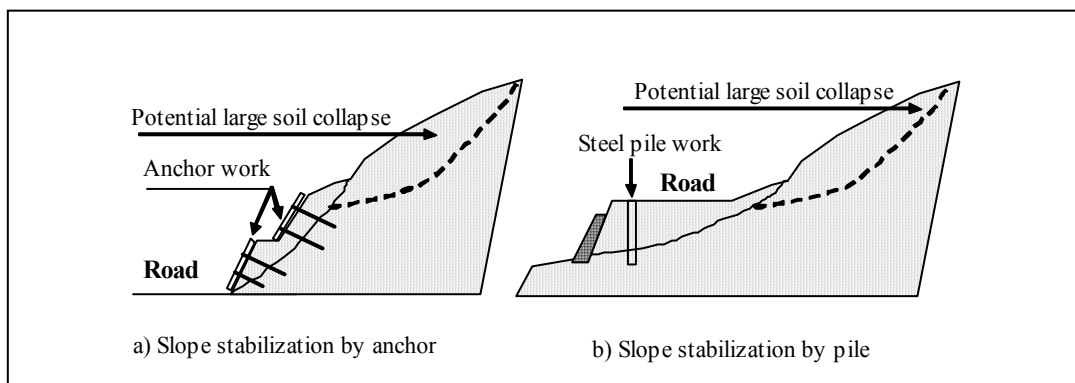 Potential large soil collapse
Anchor work
Road
a) Slope stabilization by anchor
Potential large soil collapse
Steel pile work
Road
b) Slope stabilization by pile